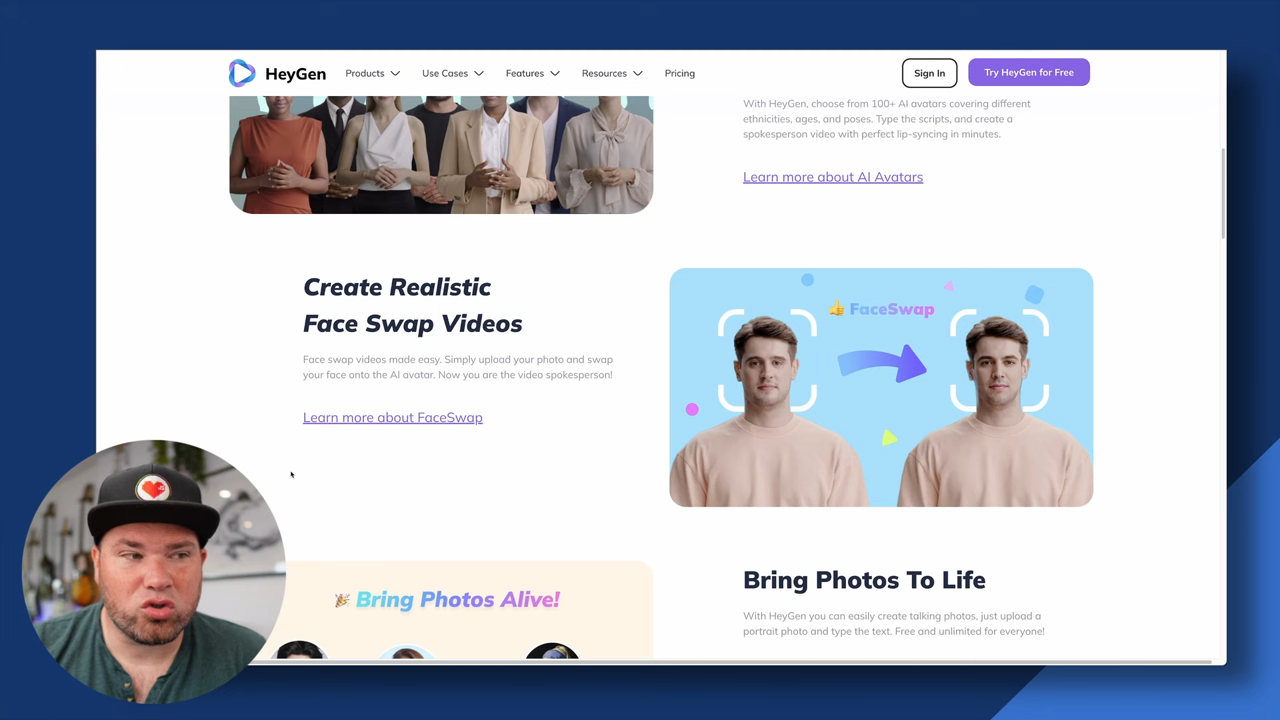 HeyGen
Products
Use Cases
Features
Resources
Pricing
Sign In
Try HeyGen for Free
With HeyGen, choose from 100+ AI avatars covering different
ethnicities, ages, and poses. Type the scripts, and create a
spokesperson video with perfect lip-syncing in minutes.
Learn more about AI Avatars
Create Realistic
Face Swap Videos
Face swap videos made easy. Simply upload your photo and swap
your face onto the AI avatar. Now you are the video spokesperson!
Learn more about FaceSwap
👍 FaceSwap
🎉 Bring Photos Alive!
Bring Photos To Life
With HeyGen you can easily create talking photos, just upload a
portrait photo and type the text. Free and unlimited for everyone!